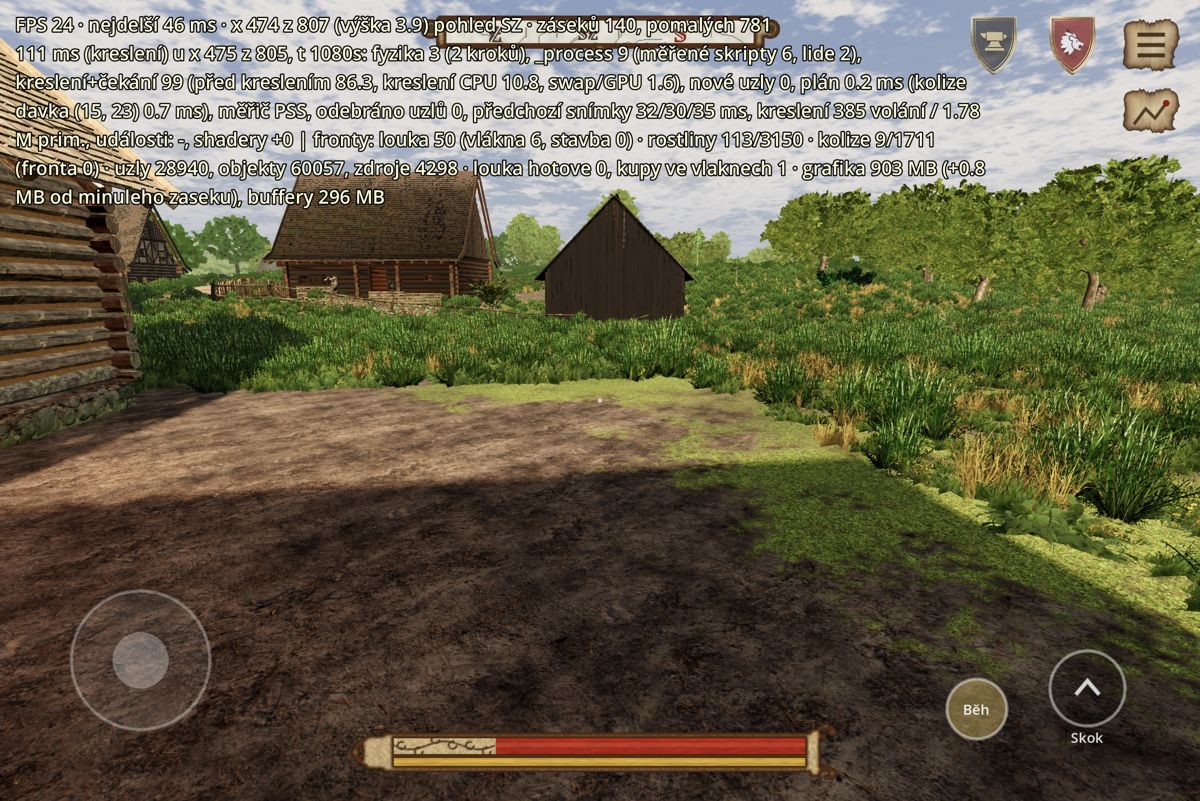 FPS 24 · nejdelší 46 ms · x 474 z 807 (výška 3.9) pohled SZ · záseků 140, pomalých 781
111 ms (kreslení) u x 475 z 805, t 1080s: fyzika 3 (2 kroků), _process 9 (měřené skripty 6, lide 2),
kreslení+čekání 99 (před kreslením 86.3, kreslení CPU 10.8, swap/GPU 1.6), nové uzly 0, plán 0.2 ms (kolize
davka (15, 23) 0.7 ms), měřič PSS, odebráno uzlů 0, předchozí snímky 32/30/35 ms, kreslení 385 volání / 1.78
M prim., události: -, shadery +0 | fronty: louka 50 (vlákna 6, stavba 0) · rostliny 113/3150 · kolize 9/1711
(fronta 0) · uzly 28940, objekty 60057, zdroje 4298 · louka hotove 0, kupy ve vlaknech 1 · grafika 903 MB (+0.8
MB od minuleho zaseku), buffery 296 MB
Z SZ S
Běh
Skok